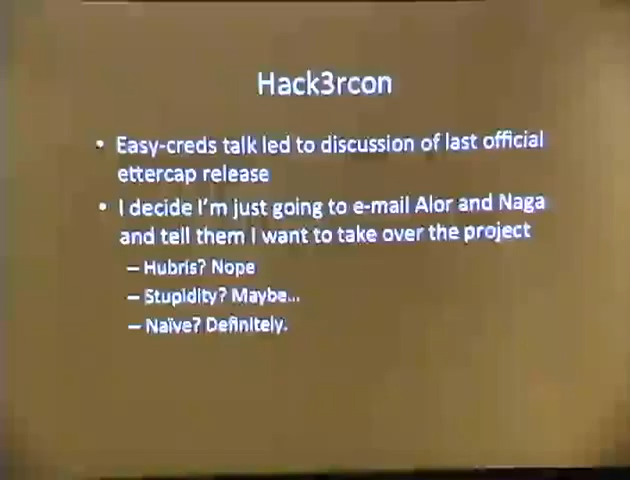 Hack3rcon
• Easy-creds talk led to discussion of last official
ettercap release
• I decide I'm just going to e-mail Alor and Naga
and tell them I want to take over the project
– Hubris? Nope
– Stupidity? Maybe...
– Naïve? Definitely.